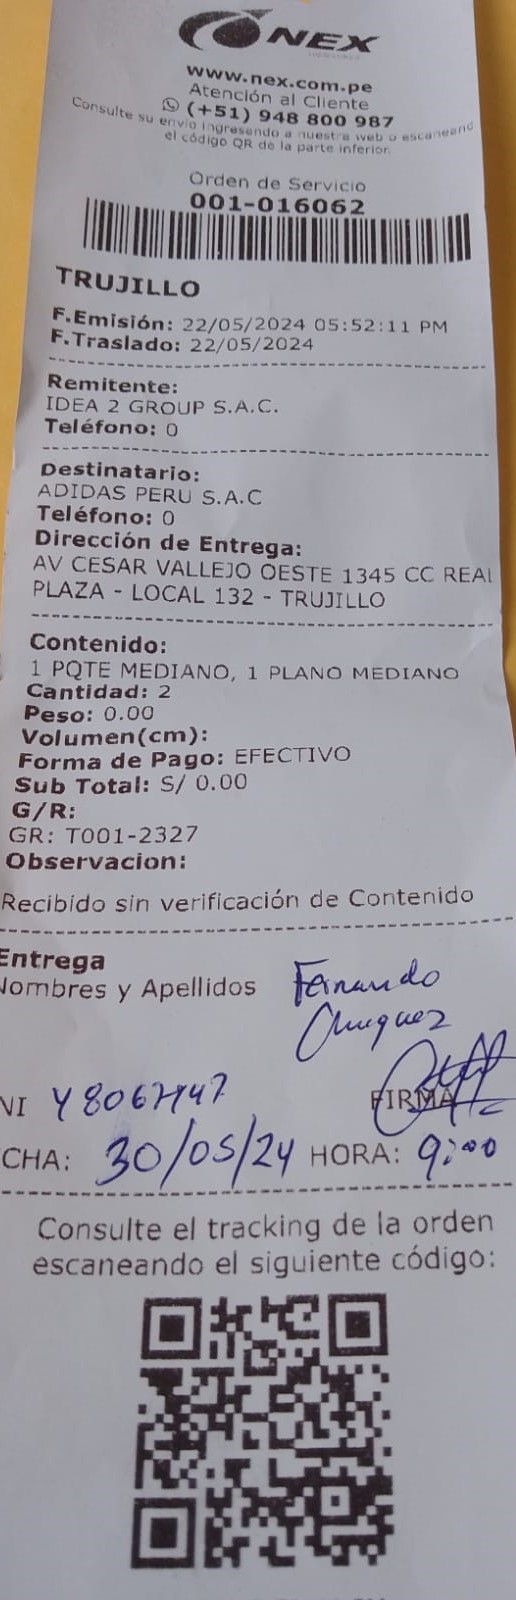 NEX
www.nex.com.pe
Atención al Cliente
(+51) 948 800 987
Consulte su envío ingresando a nuestra web o escaneand
el código QR de la parte inferior.
Orden de Servicio
001-016062
TRUJILLO
F.Emisión: 22/05/2024 05:52:11 PM
F.Traslado: 22/05/2024
Remitente:
IDEA 2 GROUP S.A.C.
Teléfono: 0
Destinatario:
ADIDAS PERU S.A.C
Teléfono: 0
Dirección de Entrega:
AV CESAR VALLEJO OESTE 1345 CC REAL
PLAZA - LOCAL 132 - TRUJILLO
Contenido:
1 PQTE MEDIANO, 1 PLANO MEDIANO
Cantidad: 2
Peso: 0.00
Volumen(cm):
Forma de Pago: EFECTIVO
Sub Total: S/ 0.00
G/R:
GR: T001-2327
Observacion:
Recibido sin verificación de Contenido
Entrega
Nombres y Apellidos Fernando
NI
FIRMA
CHA: 30/05/24 HORA: 9:00
Consulte el tracking de la orden
escaneando el siguiente código: